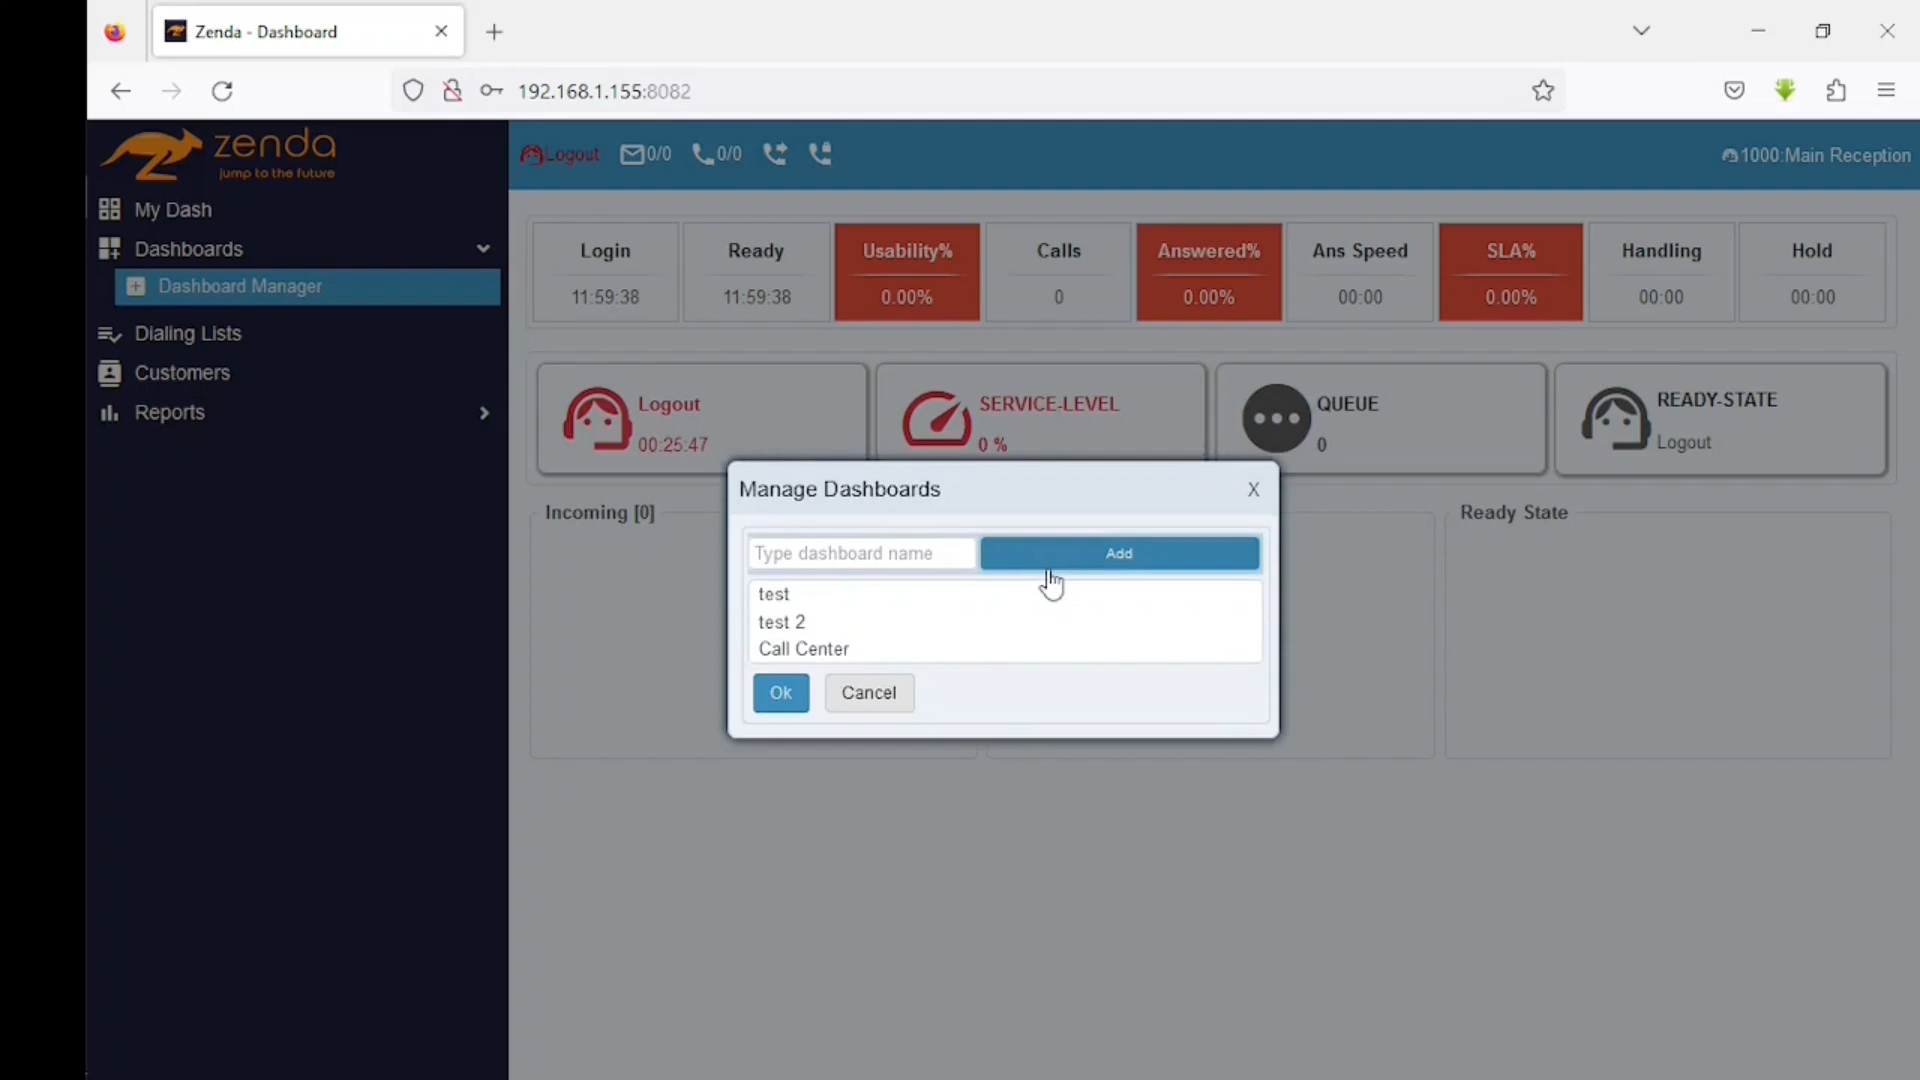 Zenda - Dashboard
192.168.1.155:8082
zenda
jump to the future
Logout 0/0 0/0
1000:Main Reception
My Dash
Dashboards
Dashboard Manager
Dialing Lists
Customers
Reports
Login Ready Usability% Calls Answered% Ans Speed SLA% Handling Hold
11:59:38 11:59:38 0.00% 0 0.00% 00:00 0.00% 00:00 00:00
Logout SERVICE-LEVEL QUEUE READY-STATE
00:25:47 0 % 0 Logout
Manage Dashboards X
Incoming [0] Ready State
Type dashboard name Add
test
test 2
Call Center
Ok Cancel